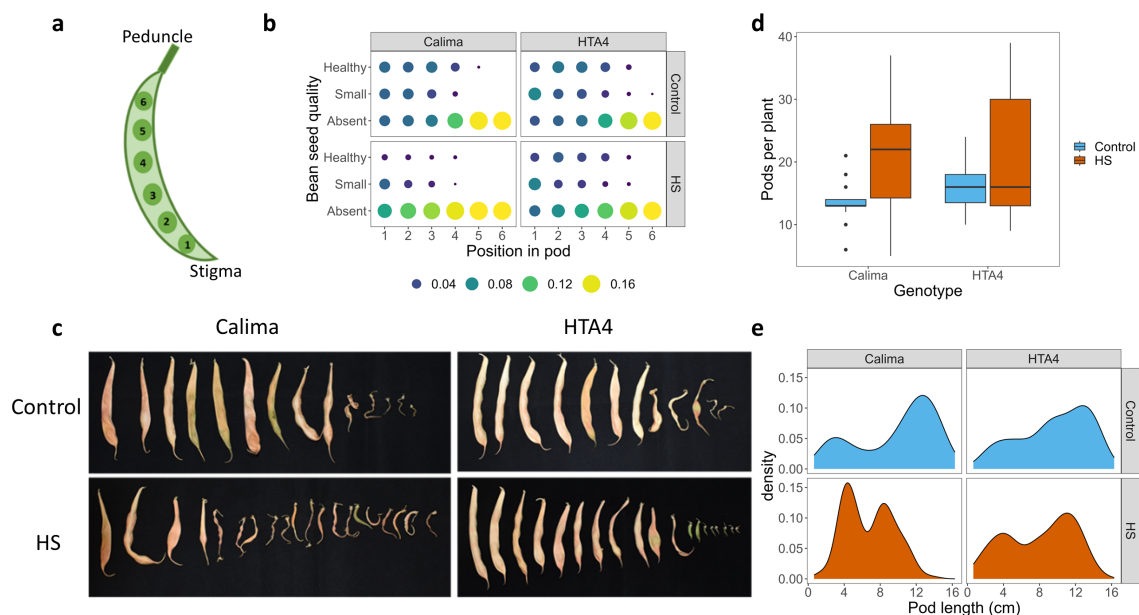 a
Peduncle
6
5
4
3
2
1
Stigma
b
Calima HTA4
Bean seed quality
Healthy
Small
Absent
Control
Healthy
Small
Absent
HS
1 2 3 4 5 6 1 2 3 4 5 6
Position in pod
0.04 0.08 0.12 0.16
c
Calima HTA4
Control
HS
d
Pods per plant
40
30
20
10
Calima HTA4
Genotype
Control
HS
e
Calima HTA4
density
0.15
0.10
0.05
0.00
Control
0.15
0.10
0.05
0.00
HS
0 4 8 12 16 0 4 8 12 16
Pod length (cm)